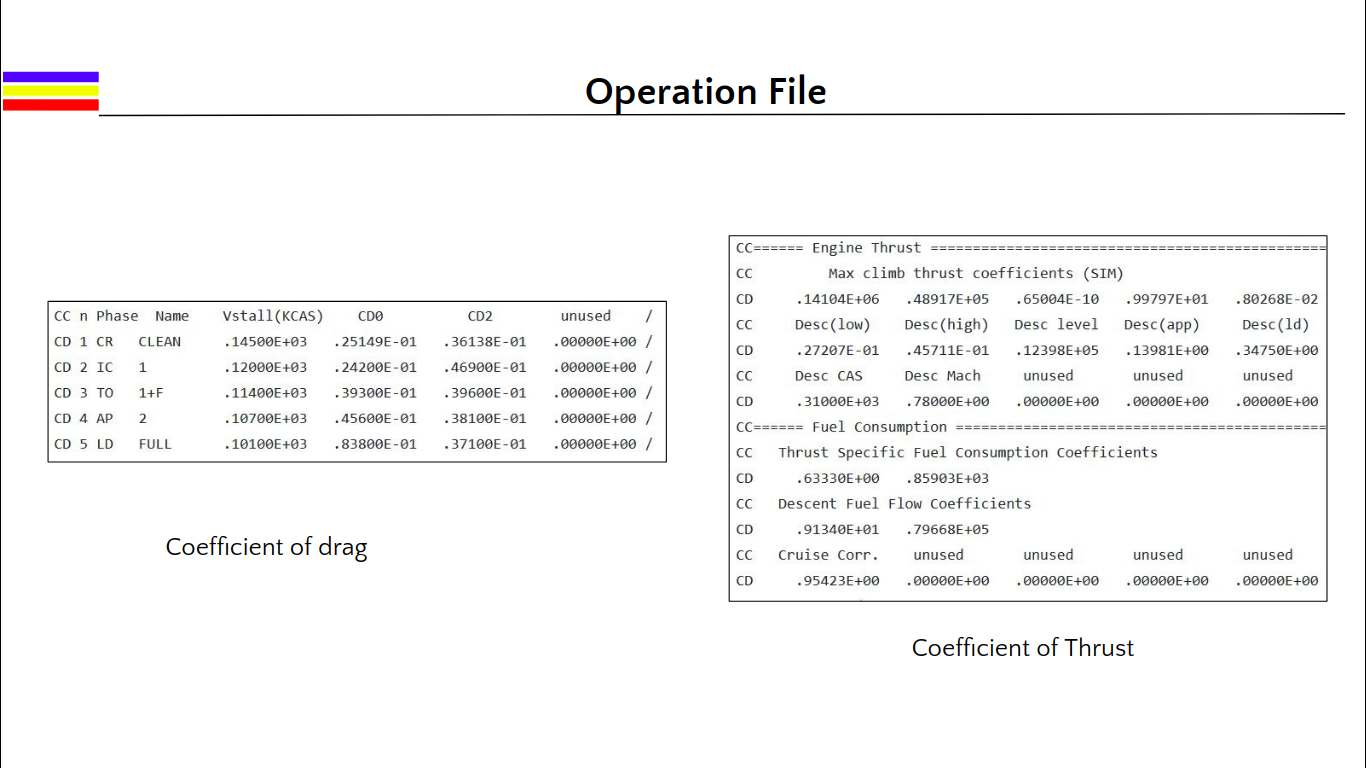 Operation File
CC n Phase Name Vstall(KCAS) CD0 CD2 unused /
CD 1 CR CLEAN .14500E+03 .25149E-01 .36138E-01 .00000E+00 /
CD 2 IC 1 .12000E+03 .24200E-01 .46900E-01 .00000E+00 /
CD 3 TO 1+F .11400E+03 .39300E-01 .39600E-01 .00000E+00 /
CD 4 AP 2 .10700E+03 .45600E-01 .38100E-01 .00000E+00 /
CD 5 LD FULL .10100E+03 .83800E-01 .37100E-01 .00000E+00 /
Coefficient of drag
CC====== Engine Thrust ===============================================
CC Max climb thrust coefficients (SIM)
CD .14104E+06 .48917E+05 .65004E-10 .99797E+01 .80268E-02
CC Desc(low) Desc(high) Desc level Desc(app) Desc(ld)
CD .27207E-01 .45711E-01 .12398E+05 .13981E+00 .34750E+00
CC Desc CAS Desc Mach unused unused unused
CD .31000E+03 .78000E+00 .00000E+00 .00000E+00 .00000E+00
CC====== Fuel Consumption ============================================
CC Thrust Specific Fuel Consumption Coefficients
CD .63330E+00 .85903E+03
CC Descent Fuel Flow Coefficients
CD .91340E+01 .79668E+05
CC Cruise Corr. unused unused unused unused
CD .95423E+00 .00000E+00 .00000E+00 .00000E+00 .00000E+00
Coefficient of Thrust